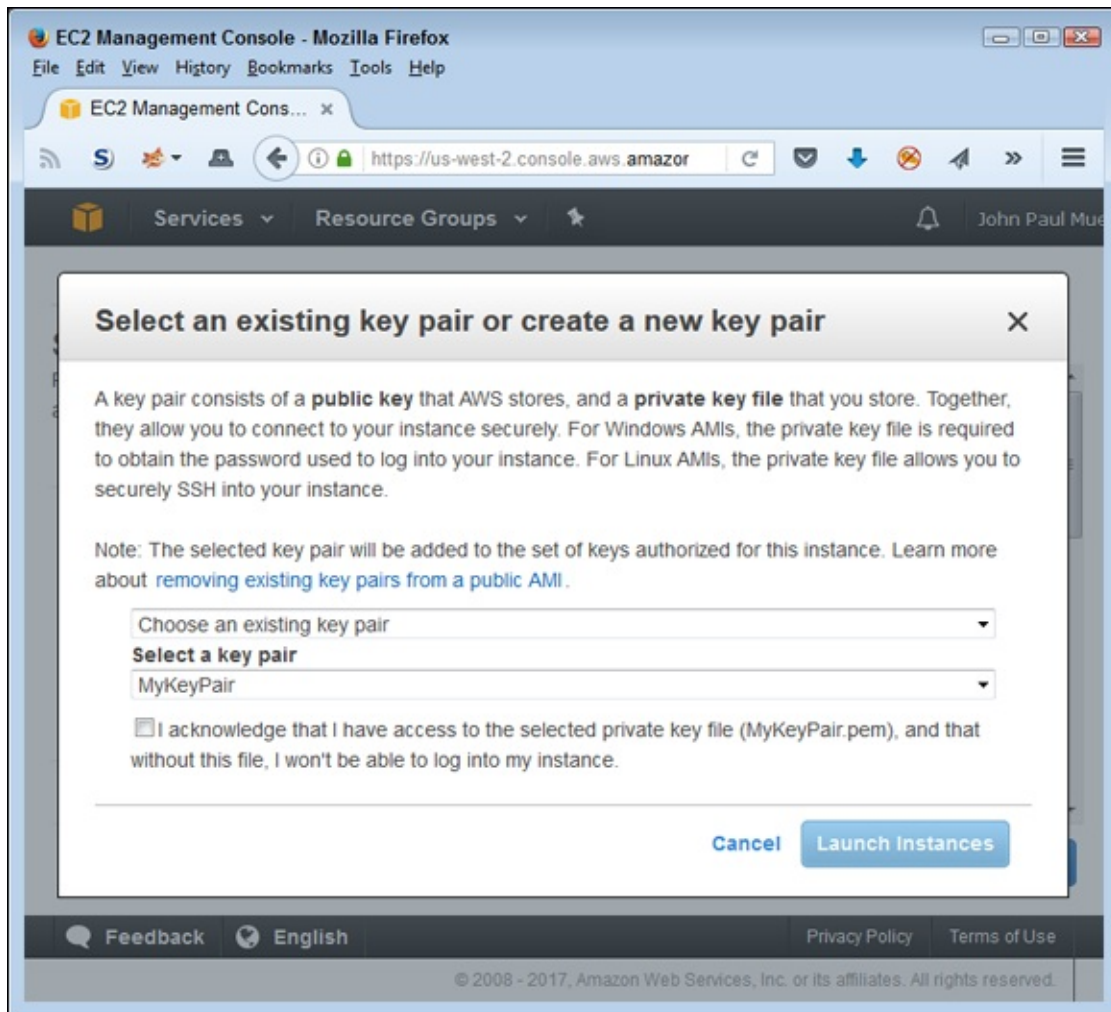 EC2 Management Console - Mozilla Firefox
File Edit View History Bookmarks Tools Help
EC2 Management Cons... ×
https://us-west-2.console.aws.amazor
Services Resource Groups John Paul Mue
Select an existing key pair or create a new key pair
A key pair consists of a public key that AWS stores, and a private key file that you store. Together,
they allow you to connect to your instance securely. For Windows AMIs, the private key file is required
to obtain the password used to log into your instance. For Linux AMIs, the private key file allows you to
securely SSH into your instance.
Note: The selected key pair will be added to the set of keys authorized for this instance. Learn more
about removing existing key pairs from a public AMI.
Choose an existing key pair
Select a key pair
MyKeyPair
I acknowledge that I have access to the selected private key file (MyKeyPair.pem), and that
without this file, I won't be able to log into my instance.
Cancel Launch Instances
Feedback English Privacy Policy Terms of Use
© 2008 - 2017, Amazon Web Services, Inc. or its affiliates. All rights reserved.